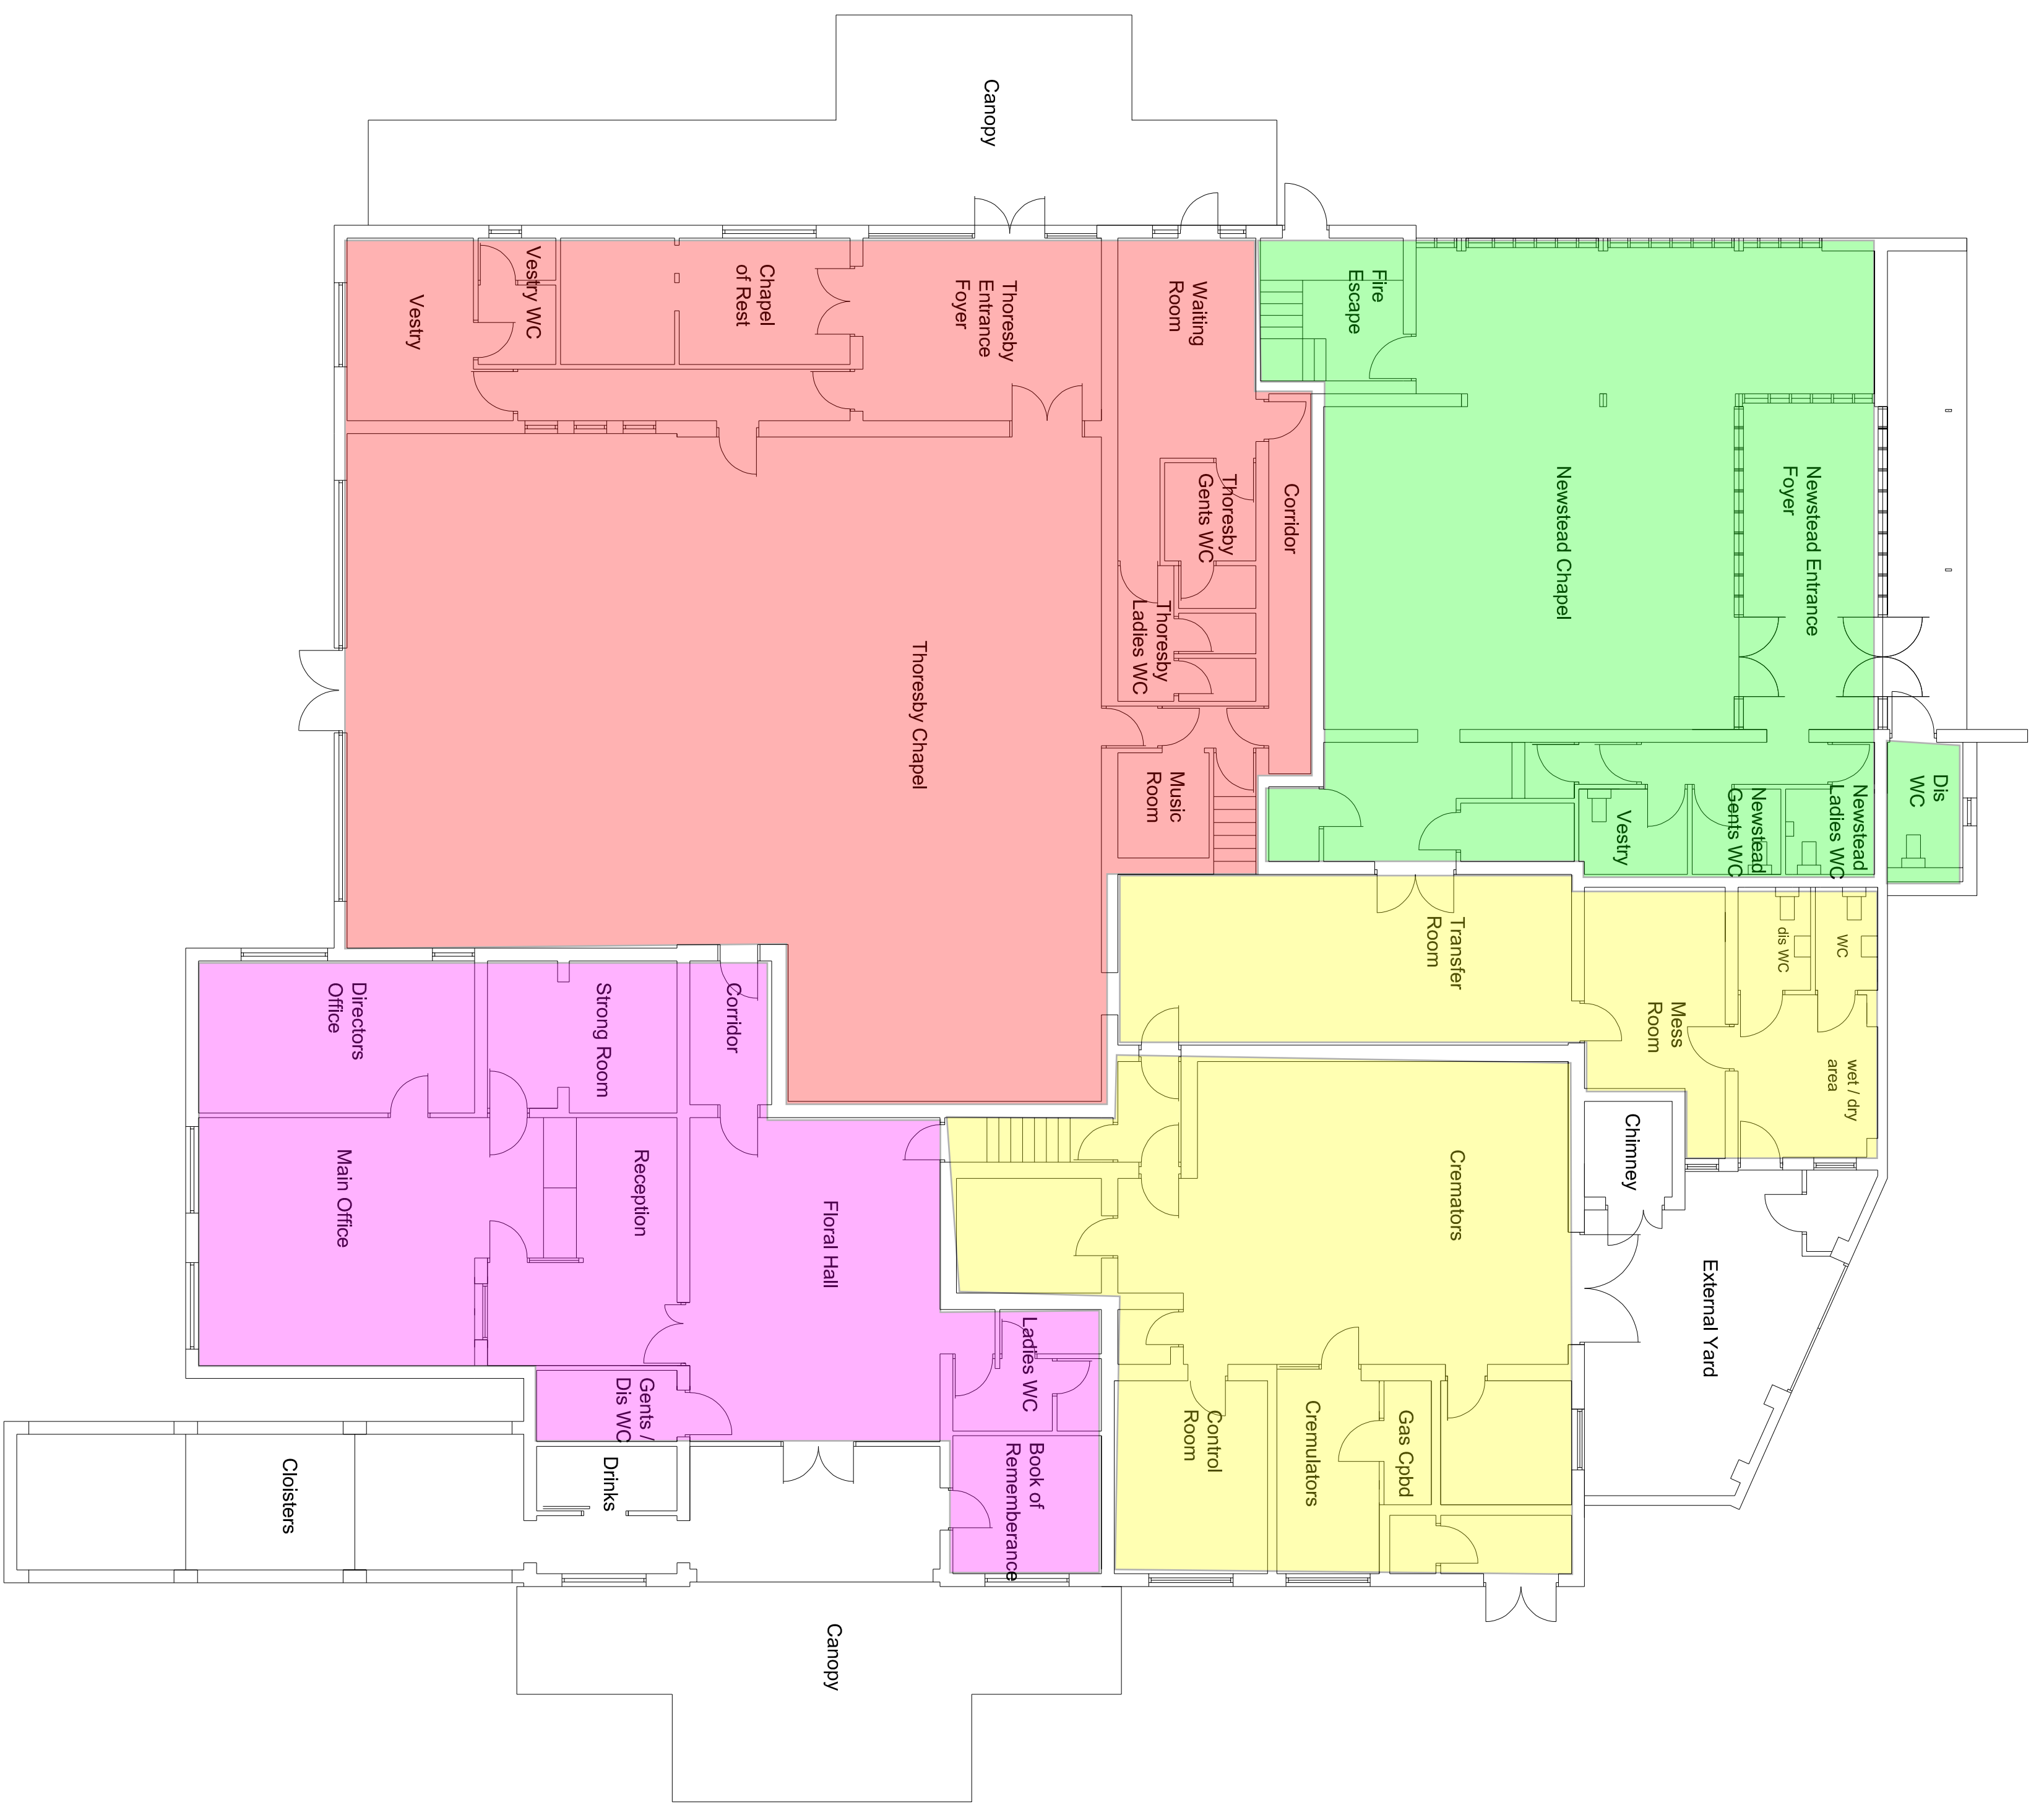 Canopy
Vestry
Vestry WC
Chapel
of Rest
Thoresby
Entrance
Foyer
Waiting
Room
Fire
Escape
Thoresby
Gents WC
Corridor
Thoresby
Ladies WC
Thoresby Chapel
Music
Room
Newstead Chapel
Newstead Entrance
Foyer
Dis
WC
Newstead
Ladies WC
Newstead
Gents WC
Vestry
Transfer
Room
Mess
Room
dis WC
WC
wet / dry
area
Chimney
External Yard
Cremators
Directors
Office
Strong Room
Corridor
Main Office
Reception
Floral Hall
Ladies WC
Gents /
Dis WC
Book of
Rememberance
Control
Room
Cremulators
Gas Cpbd
Drinks
Cloisters
Canopy